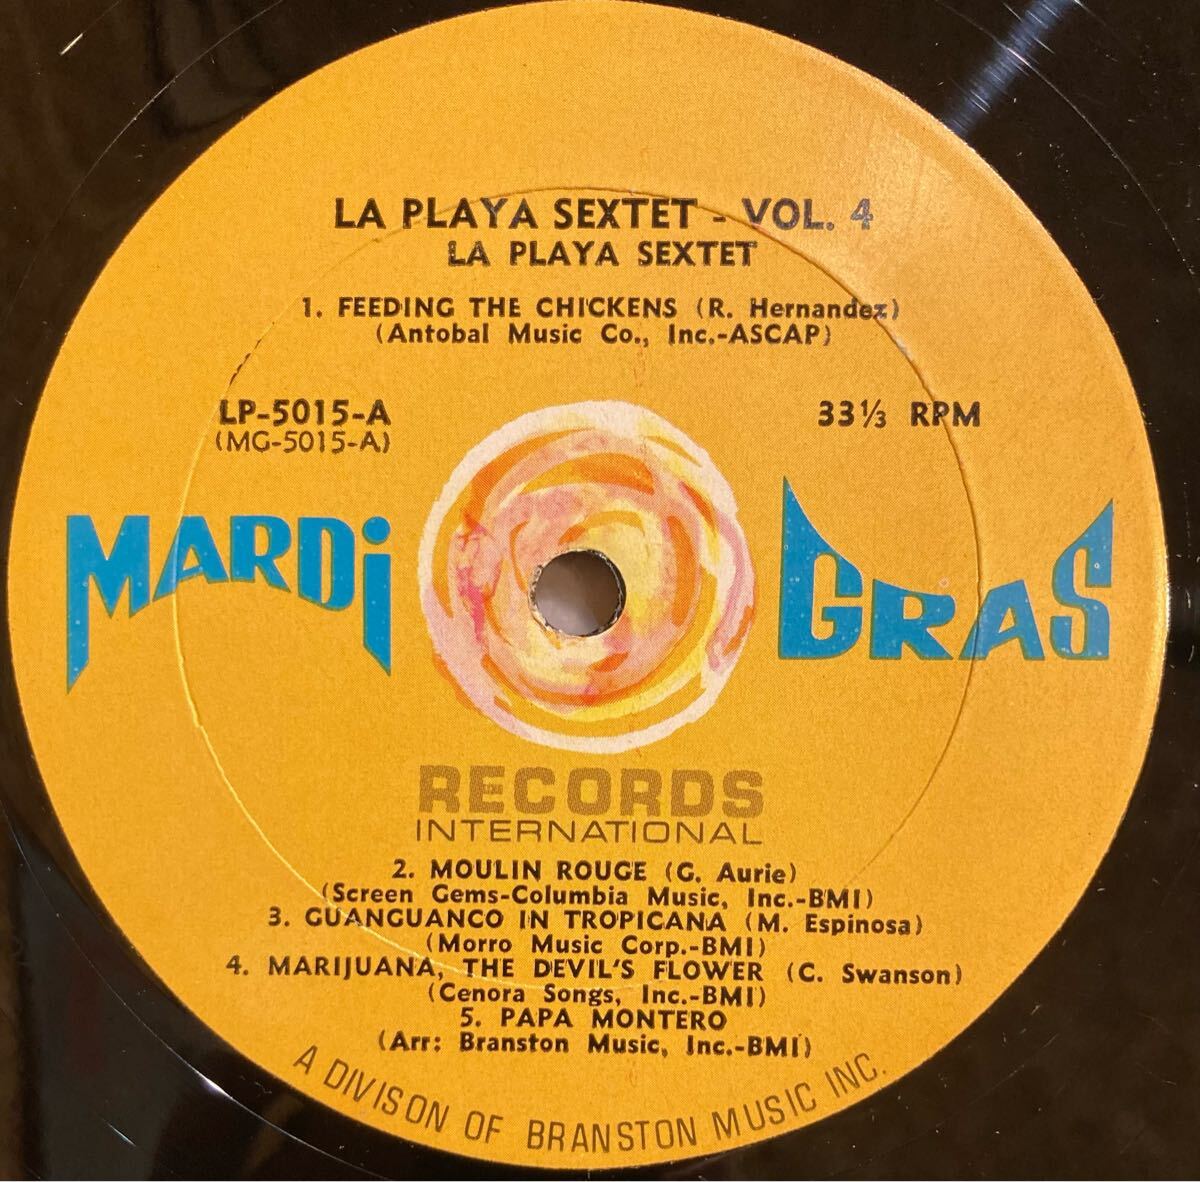 LA PLAYA SEXTET - VOL. 4
LA PLAYA SEXTET
1. FEEDING THE CHICKENS (R. Hernandez)
(Antobal Music Co., Inc.-ASCAP)
LP-5015-A
(MG-5015-A)
33⅓ RPM
MARDi GRAS
RECORDS
INTERNATIONAL
2. MOULIN ROUGE (G. Aurie)
(Screen Gems-Columbia Music, Inc.-BMI)
3. GUANGUANCO IN TROPICANA (M. Espinosa)
(Morro Music Corp.-BMI)
4. MARIJUANA, THE DEVIL'S FLOWER (C. Swanson)
(Cenora Songs, Inc.-BMI)
5. PAPA MONTERO
(Arr: Branston Music, Inc.-BMI)
A DIVISON OF BRANSTON MUSIC INC.